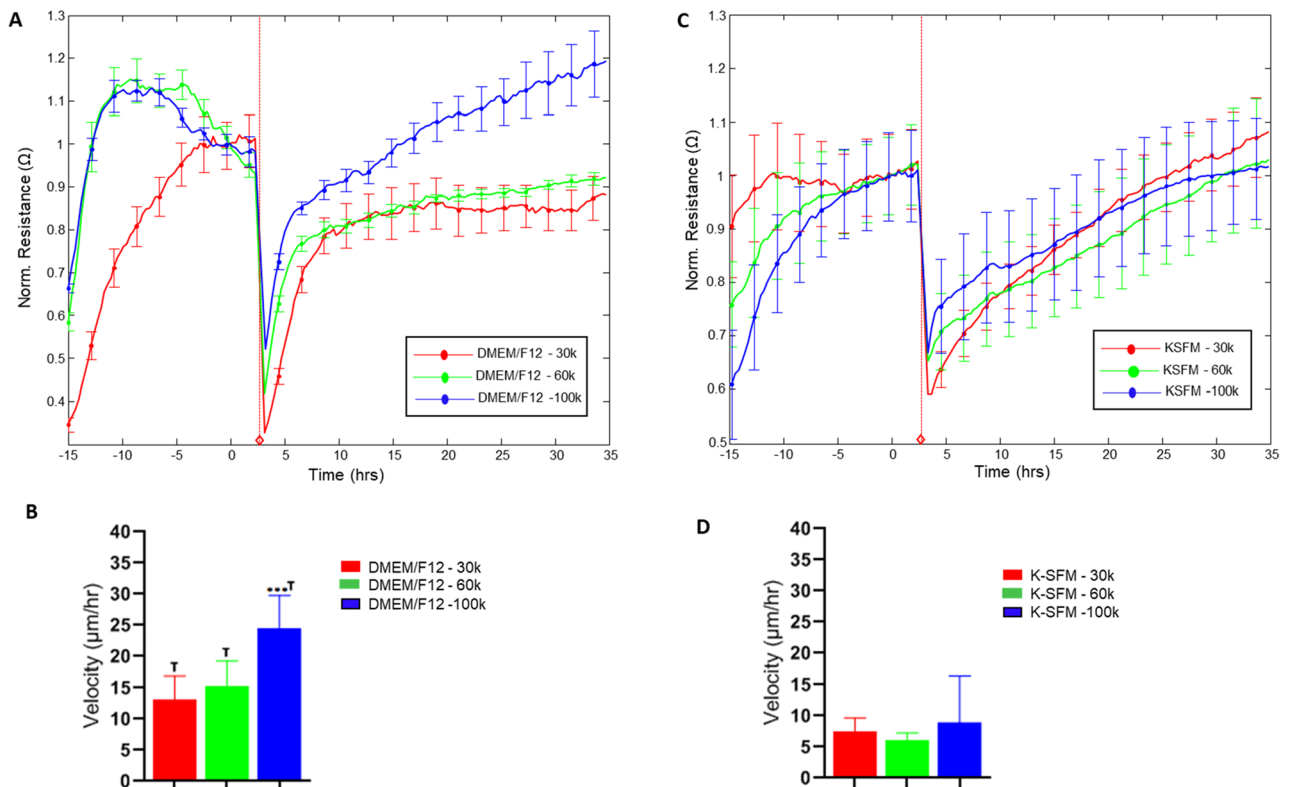 A
Norm. Resistance (Ω)
1.3
1.2
1.1
1
0.9
0.8
0.7
0.6
0.5
0.4
-15 -10 -5 0 5 10 15 20 25 30 35
Time (hrs)
DMEM/F12 - 30k
DMEM/F12 - 60k
DMEM/F12 -100k
C
Norm. Resistance (Ω)
1.3
1.2
1.1
1
0.9
0.8
0.7
0.6
0.5
-15 -10 -5 0 5 10 15 20 25 30 35
Time (hrs)
KSFM - 30k
KSFM - 60k
KSFM -100k
B
Velocity (µm/hr)
40
35
30
25
20
15
10
5
0
T
T
***T
DMEM/F12 - 30k
DMEM/F12 - 60k
DMEM/F12 -100k
D
Velocity (µm/hr)
40
35
30
25
20
15
10
5
0
K-SFM - 30k
K-SFM - 60k
K-SFM -100k